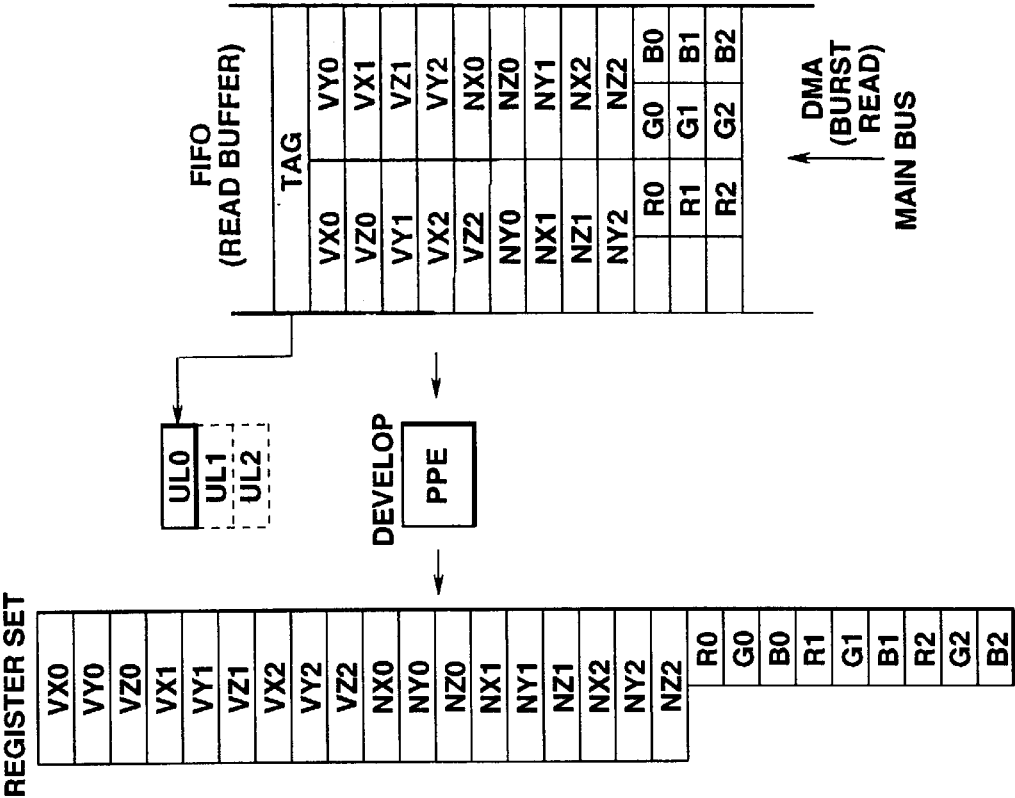 REGISTER SET
VX0
VY0
VZ0
VX1
VY1
VZ1
VX2
VY2
VZ2
NX0
NY0
NZ0
NX1
NY1
NZ1
NX2
NY2
NZ2
R0
G0
B0
R1
G1
B1
R2
G2
B2
UL0
UL1
UL2
DEVELOP
PPE
FIFO
(READ BUFFER)
TAG
VX0 VY0
VZ0 VX1
VY1 VZ1
VX2 VY2
VZ2 NX0
NY0 NZ0
NX1 NY1
NZ1 NX2
NY2 NZ2
R0 G0 B0
R1 G1 B1
R2 G2 B2
DMA
(BURST
READ)
MAIN BUS